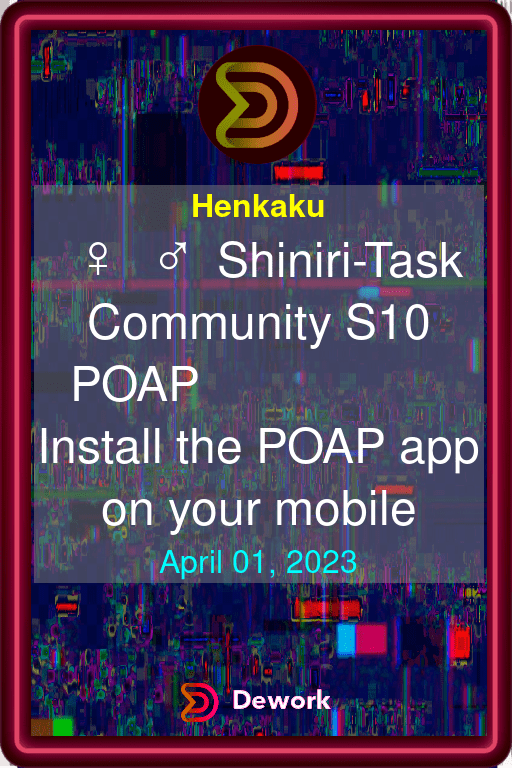 Henkaku
♀ ♂ Shiniri-Task
Community S10
POAP
Install the POAP app
on your mobile
April 01, 2023
Dework